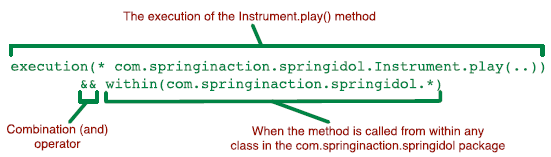 The execution of the Instrument.play() method
execution(* com.springinaction.springidol.Instrument.play(..))
&& within(com.springinaction.springidol.*)
Combination (and)
operator
When the method is called from within any
class in the com.springinaction.springidol package